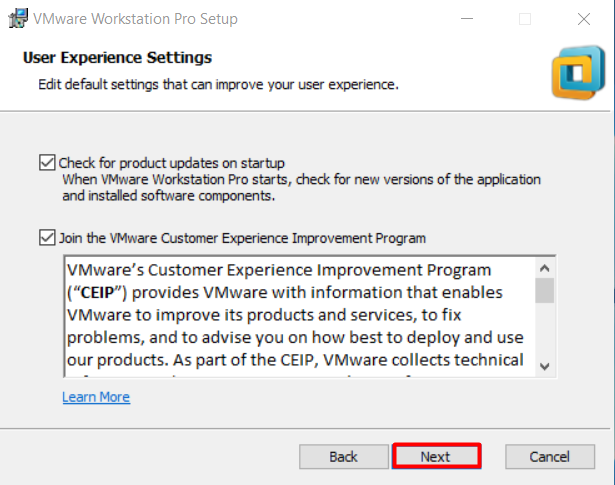 VMware Workstation Pro Setup
User Experience Settings
Edit default settings that can improve your user experience.
Check for product updates on startup
When VMware Workstation Pro starts, check for new versions of the application
and installed software components.
Join the VMware Customer Experience Improvement Program
VMware's Customer Experience Improvement Program
("CEIP") provides VMware with information that enables
VMware to improve its products and services, to fix
problems, and to advise you on how best to deploy and use
our products. As part of the CEIP, VMware collects technical
Learn More
Back
Next
Cancel